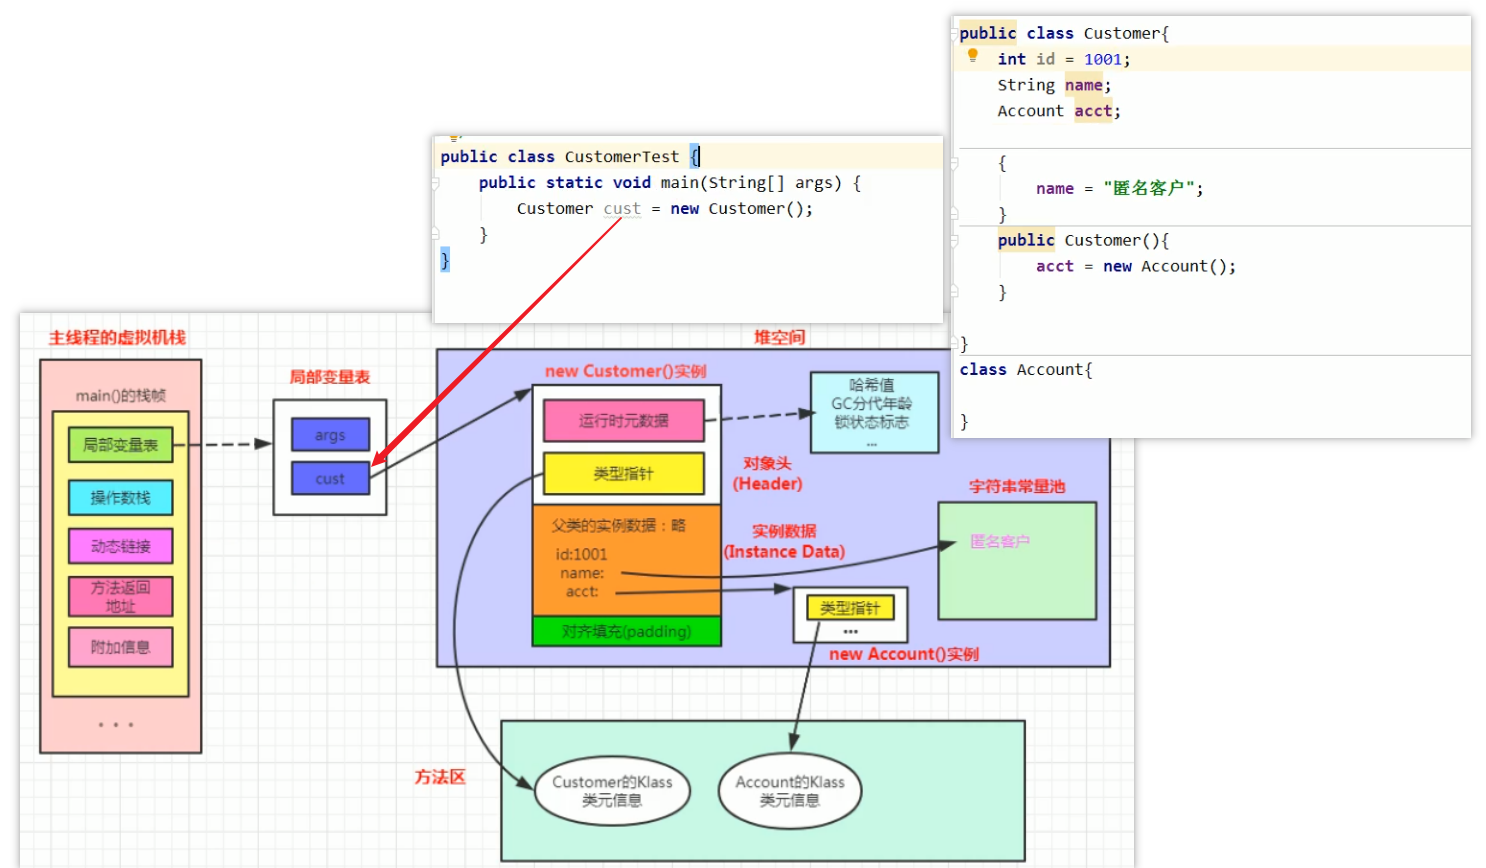 public class Customer{
int id = 1001;
String name;
Account acct;
{
name = "匿名客户";
}
public Customer(){
acct = new Account();
}
}
class Account{
}
public class CustomerTest {
public static void main(String[] args) {
Customer cust = new Customer();
}
}
主线程的虚拟机栈
main()的栈帧
局部变量表
操作数栈
动态链接
方法返回
地址
附加信息
...
局部变量表
args
cust
堆空间
new Customer()实例
运行时元数据
类型指针
对象头
(Header)
哈希值
GC分代年龄
锁状态标志
...
父类的实例数据：略
id:1001
name:
acct:
实例数据
(Instance Data)
对齐填充(padding)
字符串常量池
匿名客户
类型指针
...
new Account()实例
方法区
Customer的Klass
类元信息
Account的Klass
类元信息